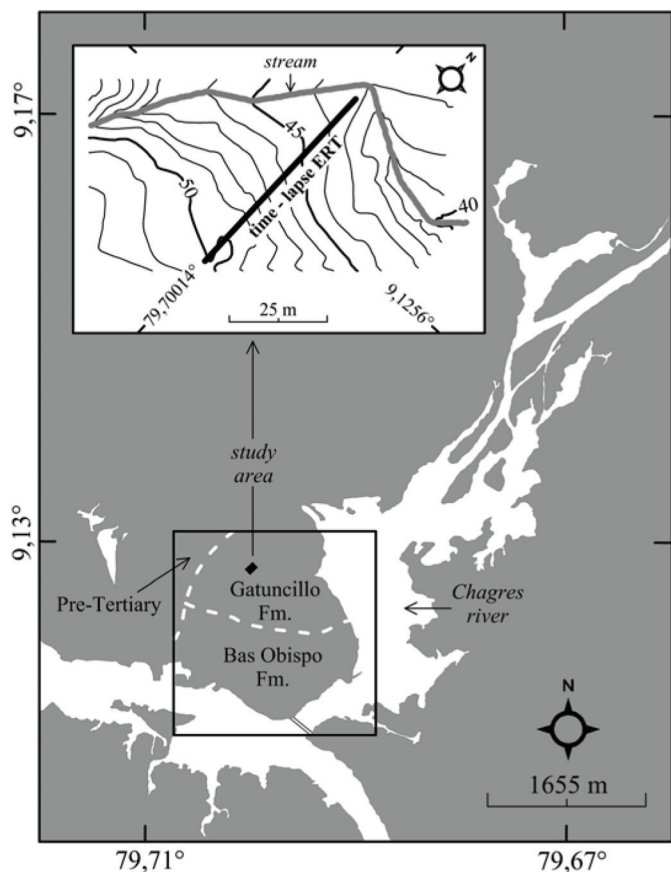 stream
N
45
time - lapse ERT
50
40
79,70014°
9,1256°
25 m
9,17°
study
area
9,13°
Pre-Tertiary
Gatuncillo
Fm.
Chagres
river
Bas Obispo
Fm.
N
1655 m
79,71°
79,67°